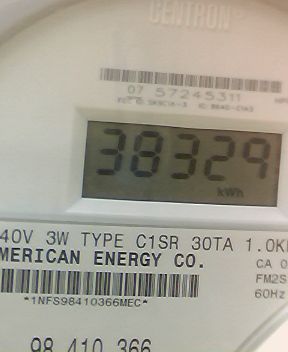 CENTRON®
07 57245311
38329
kWh
40V 3W TYPE C1SR 30TA 1.0K
MERICAN ENERGY CO.
CA 0
FM2S
60Hz
*1NFS98410366MEC*
98 410 366